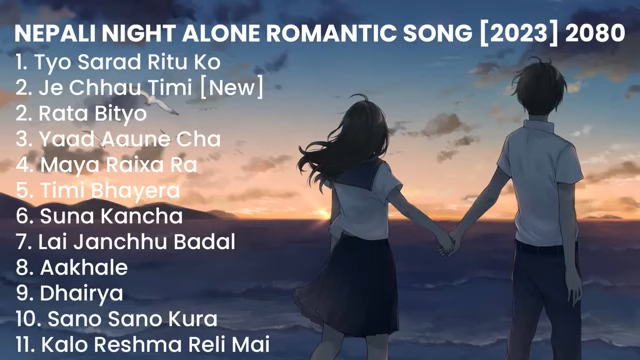 NEPALI NIGHT ALONE ROMANTIC SONG [2023] 2080
1. Tyo Sarad Ritu Ko
2. Je Chhau Timi [New]
2. Rata Bityo
3. Yaad Aaune Cha
4. Maya Raixa Ra
5. Timi Bhayera
6. Suna Kancha
7. Lai Janchhu Badal
8. Aakhale
9. Dhairya
10. Sano Sano Kura
11. Kalo Reshma Reli Mai